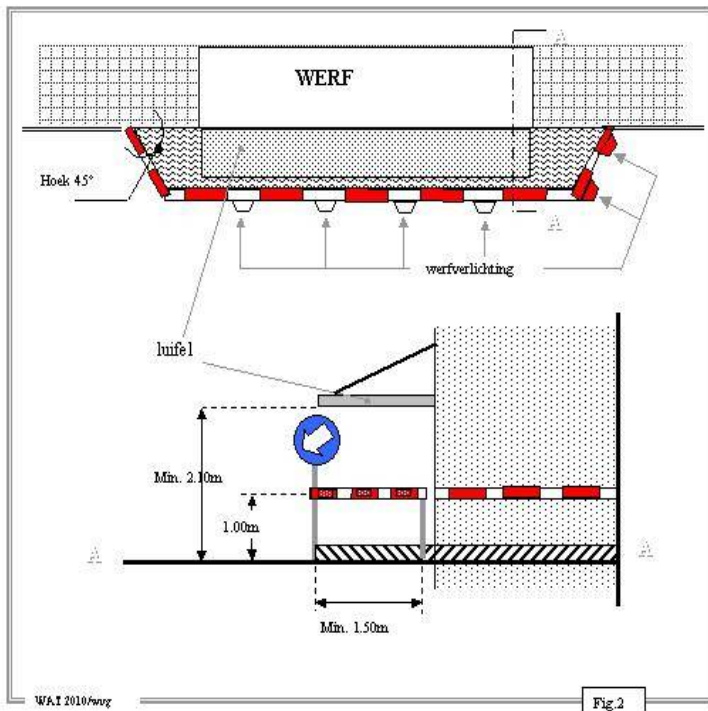 A
WERF
Hoek 45°
A
werfverlichting
luifel
Min. 2.10m
1.00m
A
A
Min. 1.50m
WAT 2010/wvg
Fig.2